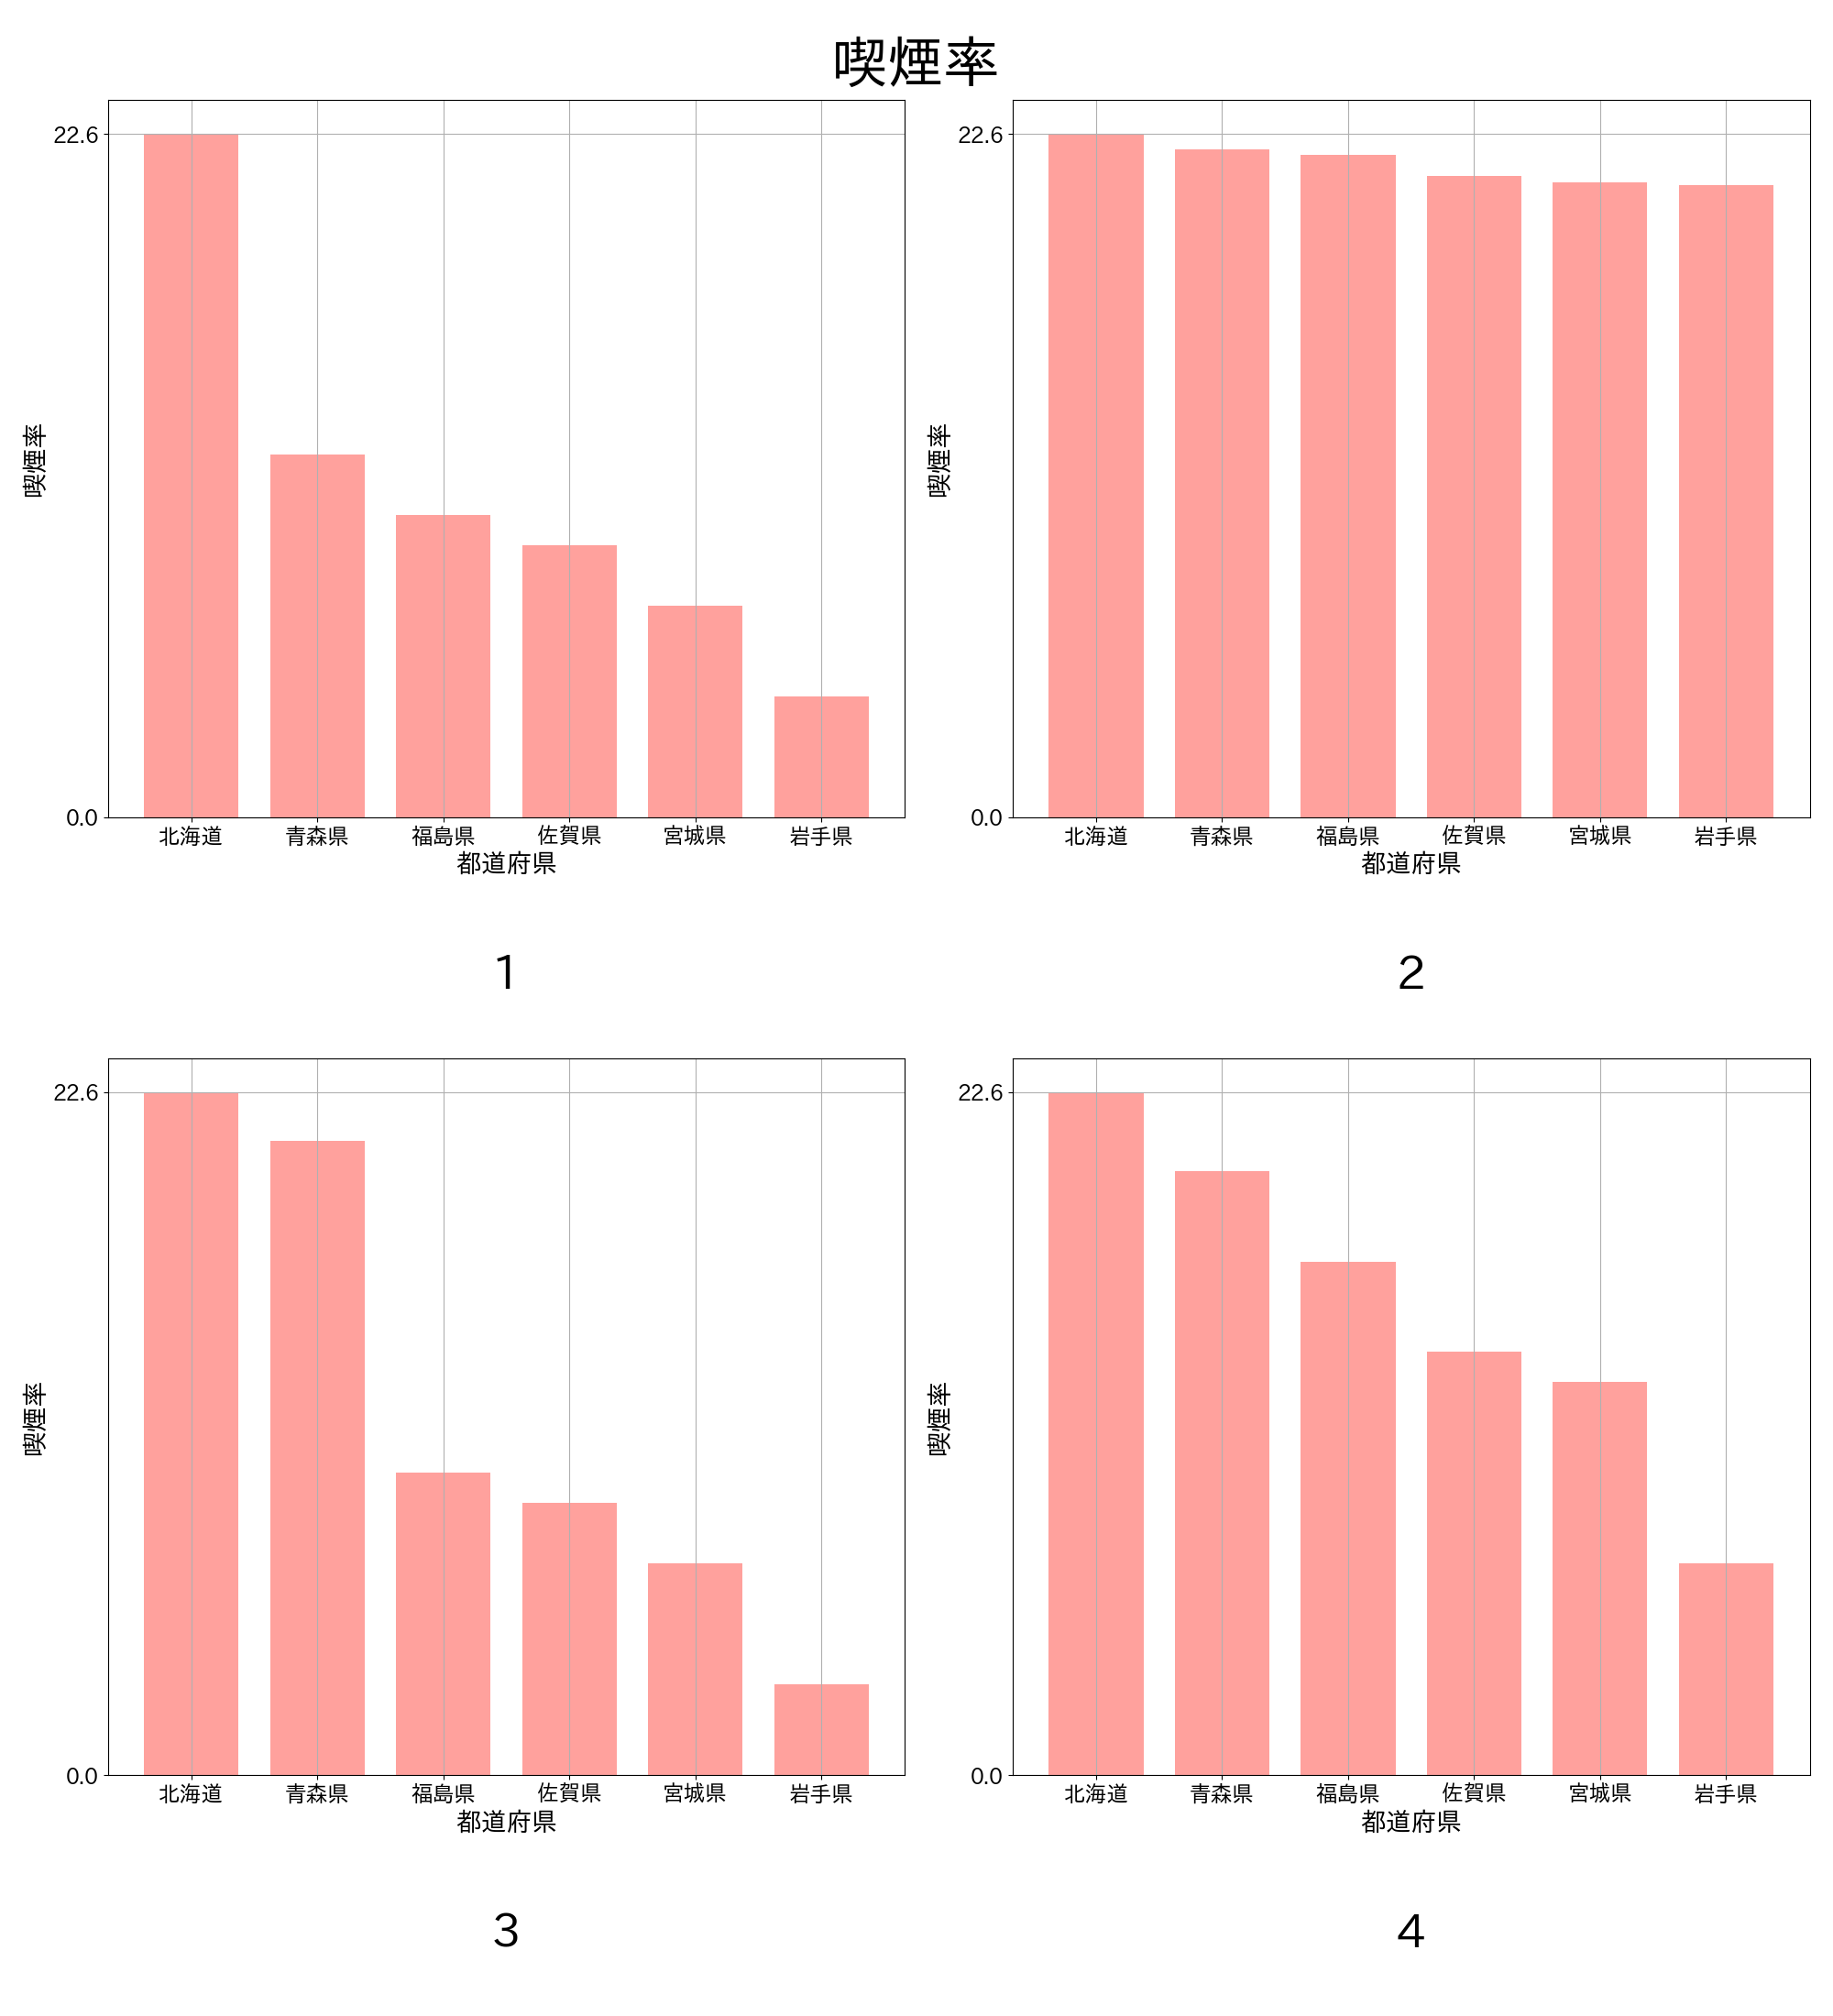 喫煙率
22.6
0.0
喫煙率
北海道 青森県 福島県 佐賀県 宮城県 岩手県
都道府県
1
22.6
0.0
喫煙率
北海道 青森県 福島県 佐賀県 宮城県 岩手県
都道府県
2
22.6
0.0
喫煙率
北海道 青森県 福島県 佐賀県 宮城県 岩手県
都道府県
3
22.6
0.0
喫煙率
北海道 青森県 福島県 佐賀県 宮城県 岩手県
都道府県
4